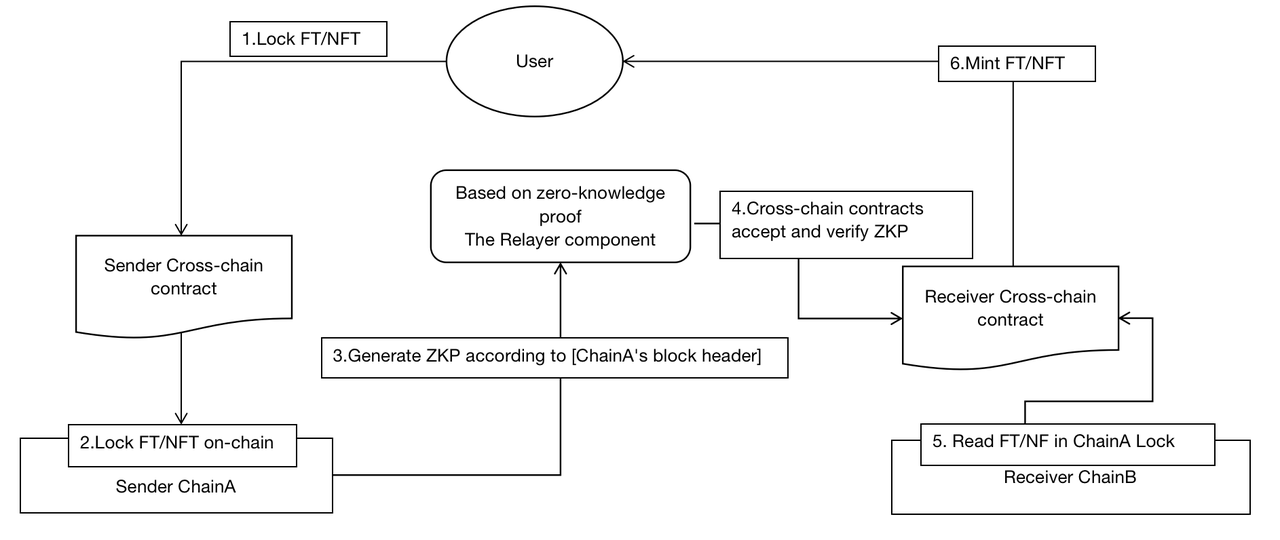 1.Lock FT/NFT
User
6.Mint FT/NFT
Based on zero-knowledge
proof
The Relayer component
4.Cross-chain contracts
accept and verify ZKP
Sender Cross-chain
contract
Receiver Cross-chain
contract
3.Generate ZKP according to [ChainA's block header]
2.Lock FT/NFT on-chain
Sender ChainA
5. Read FT/NF in ChainA Lock
Receiver ChainB